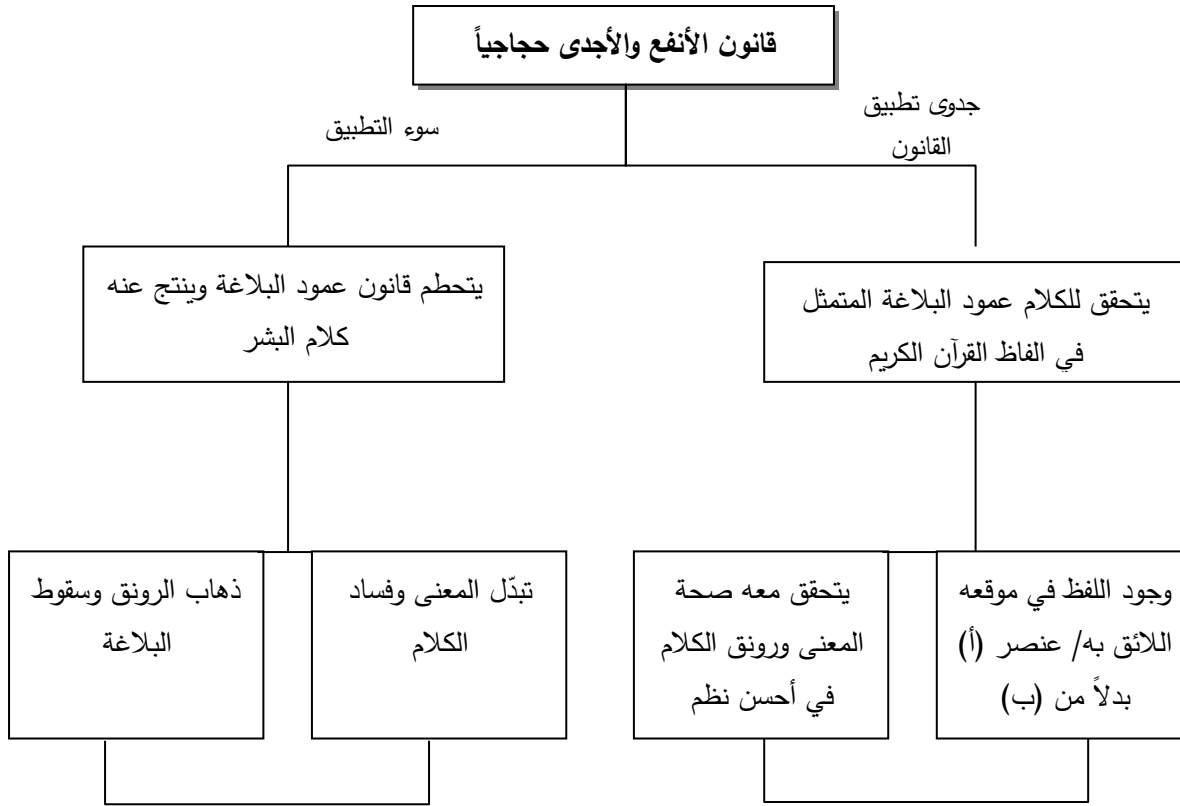 قانون الأنفع والأجدى حجاجياً
جدوى تطبيق
القانون
سوء التطبيق
يتحقق للكلام عمود البلاغة المتمثل
في الفاظ القرآن الكريم
يتحطم قانون عمود البلاغة وينتج عنه
كلام البشر
وجود اللفظ في موقعه
اللائق به/ عنصر (أ)
بدلاً من (ب)
يتحقق معه صحة
المعنى ورونق الكلام
في أحسن نظم
تبدّل المعنى وفساد
الكلام
ذهاب الرونق وسقوط
البلاغة